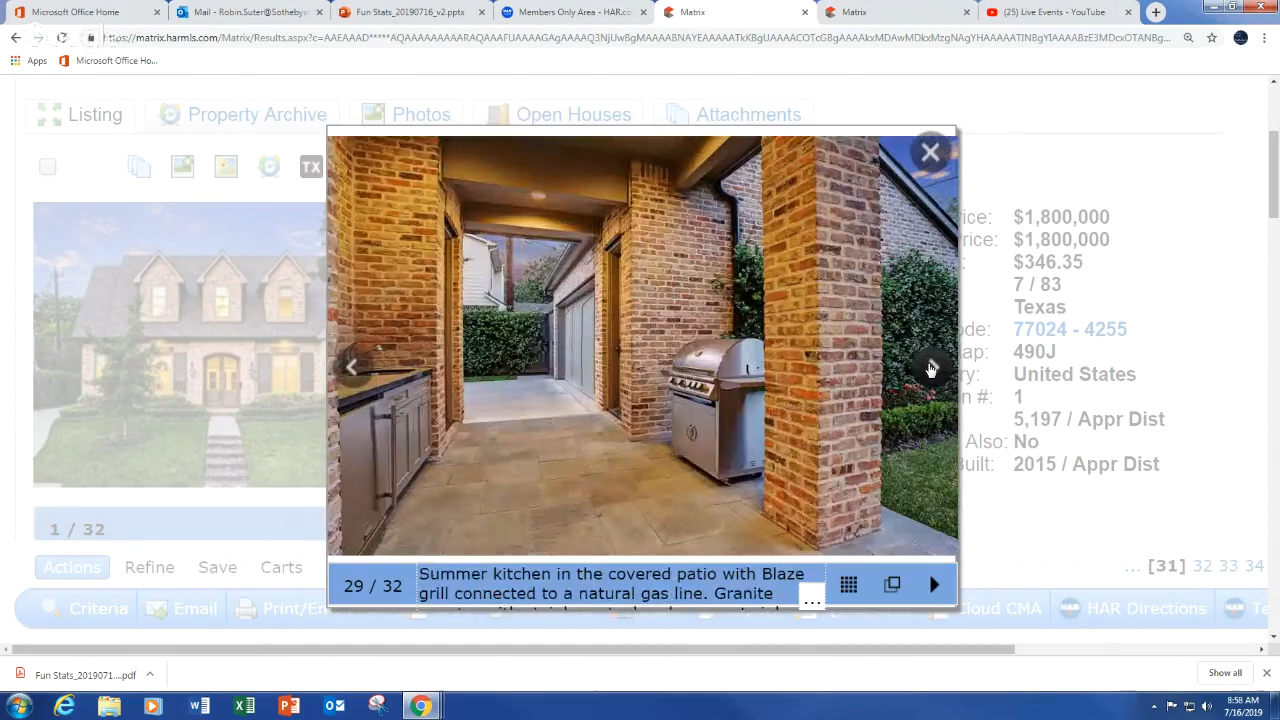 Microsoft Office Home
Mail - Robin.Suter@Sotheby
Fun Stats_20190716_v2.pptx
Members Only Area - HAR.co
Matrix
Matrix
(25) Live Events - YouTube
Apps
Microsoft Office Ho...
Listing
Property Archive
Photos
Open Houses
Attachments
TX
$1,800,000
$1,800,000
$346.35
7 / 83
Texas
77024 - 4255
490J
United States
1
5,197 / Appr Dist
Also: No
2015 / Appr Dist
1 / 32
29 / 32
Summer kitchen in the covered patio with Blaze
grill connected to a natural gas line. Granite
...
Actions
Refine
Save
Carts
... [31] 32 33 34
Criteria
Email
Print/E
Cloud CMA
HAR Directions
Fun Stats_2019071....pdf
Show all
8:58 AM
7/16/2019